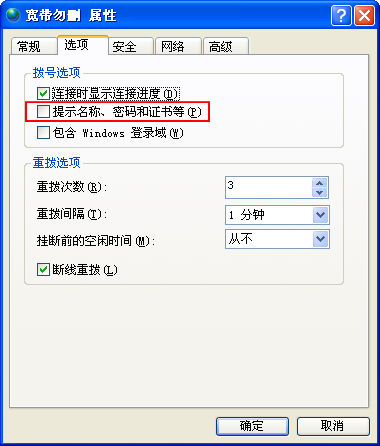 宽带勿删 属性
常规 选项 安全 网络 高级
拨号选项
连接时显示连接进度(D)
提示名称、密码和证书等(P)
包含 Windows 登录域(W)
重拨选项
重拨次数(R): 3
重拨间隔(T): 1 分钟
挂断前的空闲时间(M): 从不
断线重拨(L)
确定 取消